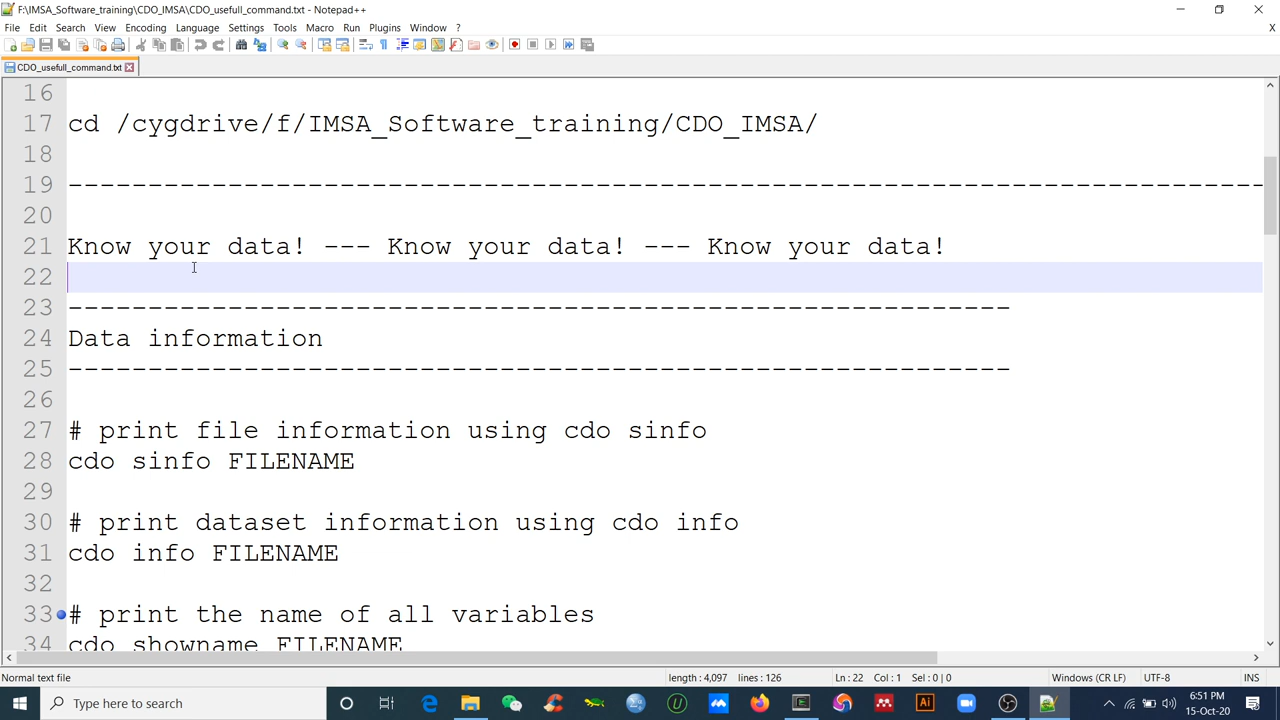 F:\IMSA_Software_training\CDO_IMSA\CDO_usefull_command.txt - Notepad++
File Edit Search View Encoding Language Settings Tools Macro Run Plugins Window ? X
CDO_usefull_command.txt
16
17 cd /cygdrive/f/IMSA_Software_training/CDO_IMSA/
18
19 --------------------------------------------------------------------------
20
21 Know your data! --- Know your data! --- Know your data!
22
23 -----------------------------------------------------------
24 Data information
25 -----------------------------------------------------------
26
27 # print file information using cdo sinfo
28 cdo sinfo FILENAME
29
30 # print dataset information using cdo info
31 cdo info FILENAME
32
33 # print the name of all variables
34 cdo showname FILENAME
Normal text file length : 4,097 lines : 126 Ln : 22 Col : 1 Sel : 0 | 0 Windows (CR LF) UTF-8 INS
Type here to search
6:51 PM
15-Oct-20